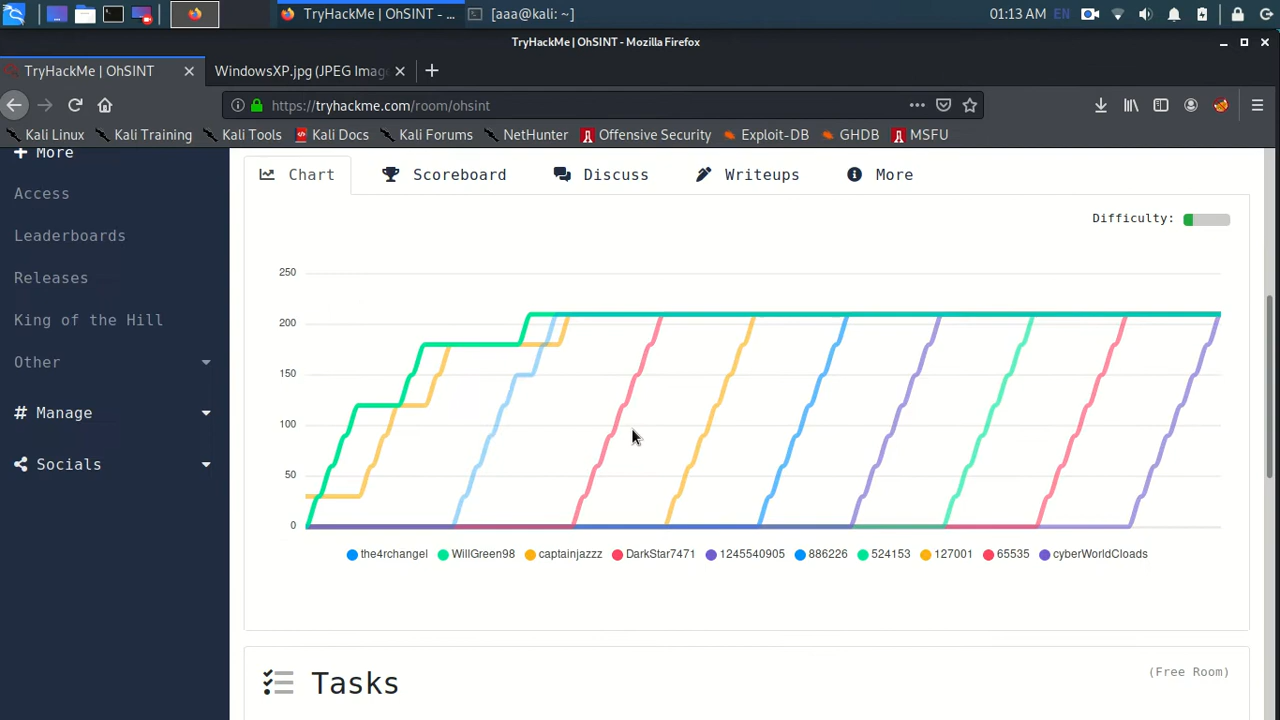 TryHackMe | OhSINT - ...
[aaa@kali: ~]
01:13 AM EN
TryHackMe | OhSINT - Mozilla Firefox
TryHackMe | OhSINT
WindowsXP.jpg (JPEG Imag
https://tryhackme.com/room/ohsint
Kali Linux
Kali Training
Kali Tools
Kali Docs
Kali Forums
NetHunter
Offensive Security
Exploit-DB
GHDB
MSFU
More
Access
Leaderboards
Releases
King of the Hill
Other
# Manage
Socials
Chart
Scoreboard
Discuss
Writeups
More
Difficulty:
250
200
150
100
50
0
the4rchangel
WillGreen98
captainjazzz
DarkStar7471
1245540905
886226
524153
127001
65535
cyberWorldCloads
Tasks
(Free Room)